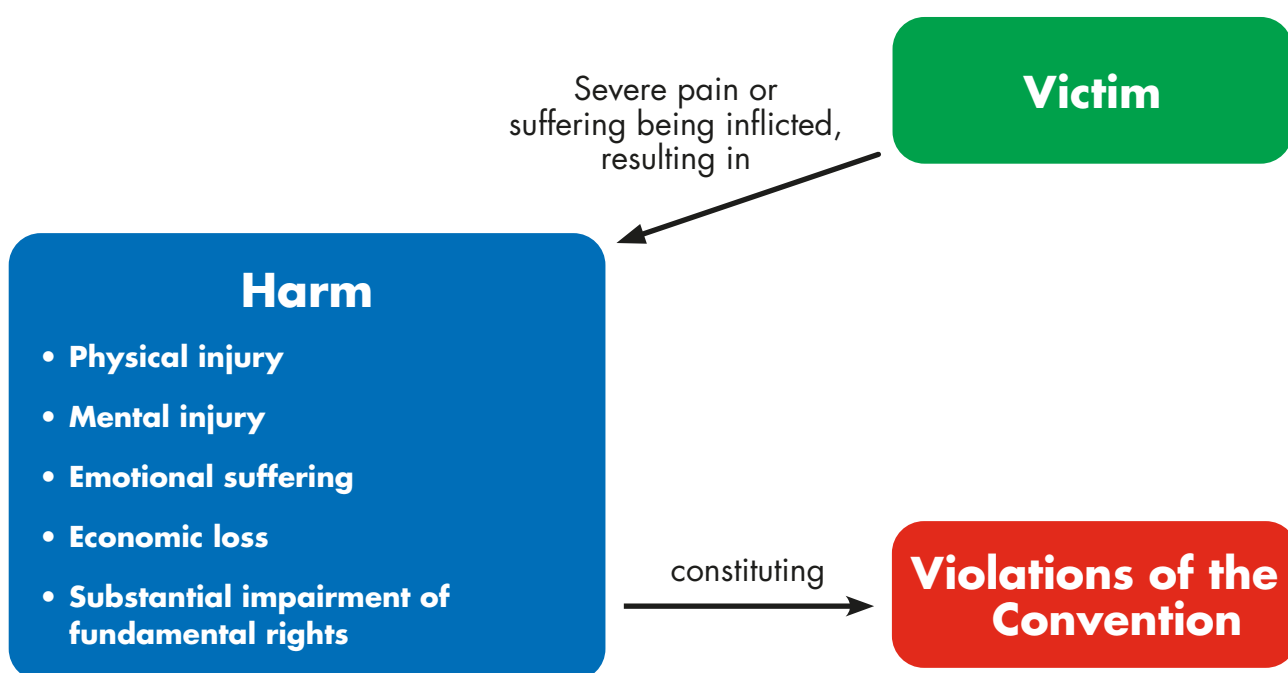 Victim
Severe pain or
suffering being inflicted,
resulting in
Harm
• Physical injury
• Mental injury
• Emotional suffering
• Economic loss
• Substantial impairment of
fundamental rights
constituting
Violations of the
Convention